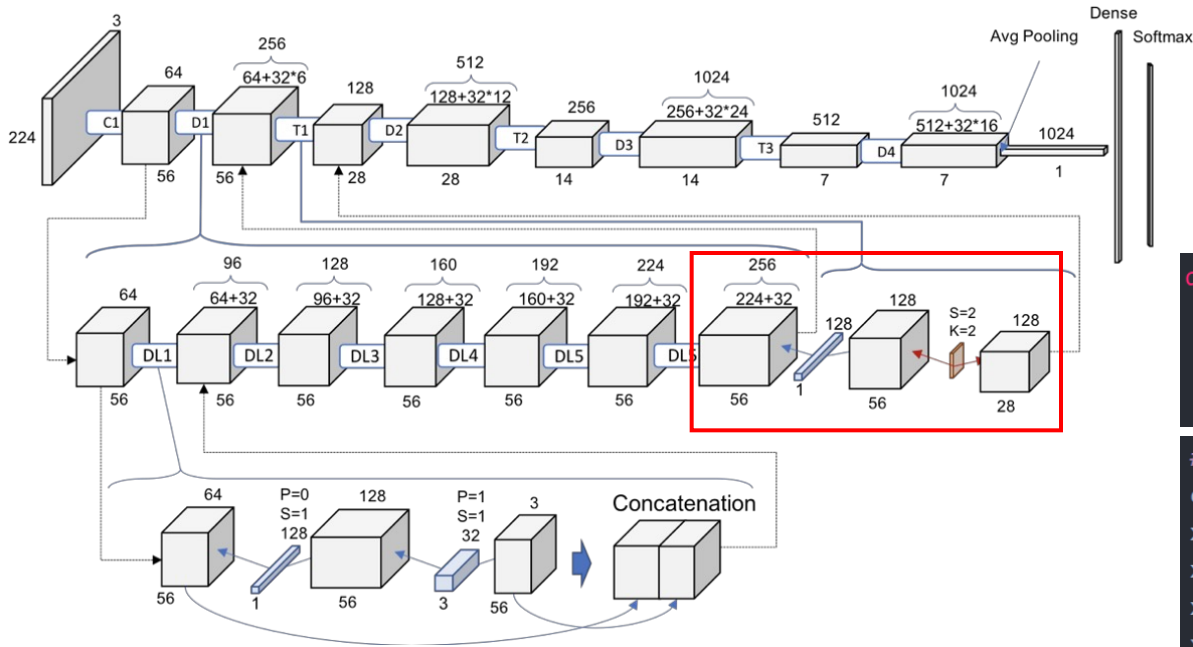 Dense
3
Avg Pooling
Softmax
256
512
1024
1024
64
64+32*6
128
128+32*12
256
256+32*24
512
512+32*16
1024
C1
D1
T1
D2
T2
D3
T3
D4
224
56
56
28
28
14
14
7
7
1
96
128
160
192
224
256
64
64+32
96+32
128+32
160+32
192+32
224+32
128
128
S=2
K=2
128
DL1
DL2
DL3
DL4
DL5
DL5
56
56
56
56
56
56
56
1
56
28
64
P=0
S=1
128
128
P=1
S=1
32
3
Concatenation
56
1
56
3
56